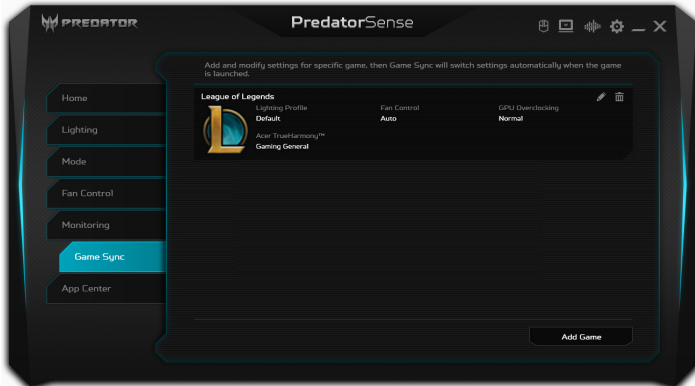 PREDATOR
PredatorSense
Add and modify settings for specific game, then Game Sync will switch settings automatically when the game
is launched.
Home
Lighting
Mode
Fan Control
Monitoring
Game Sync
App Center
League of Legends
Lighting Profile
Default
Fan Control
Auto
GPU Overclocking
Normal
Acer TrueHarmony™
Gaming General
Add Game